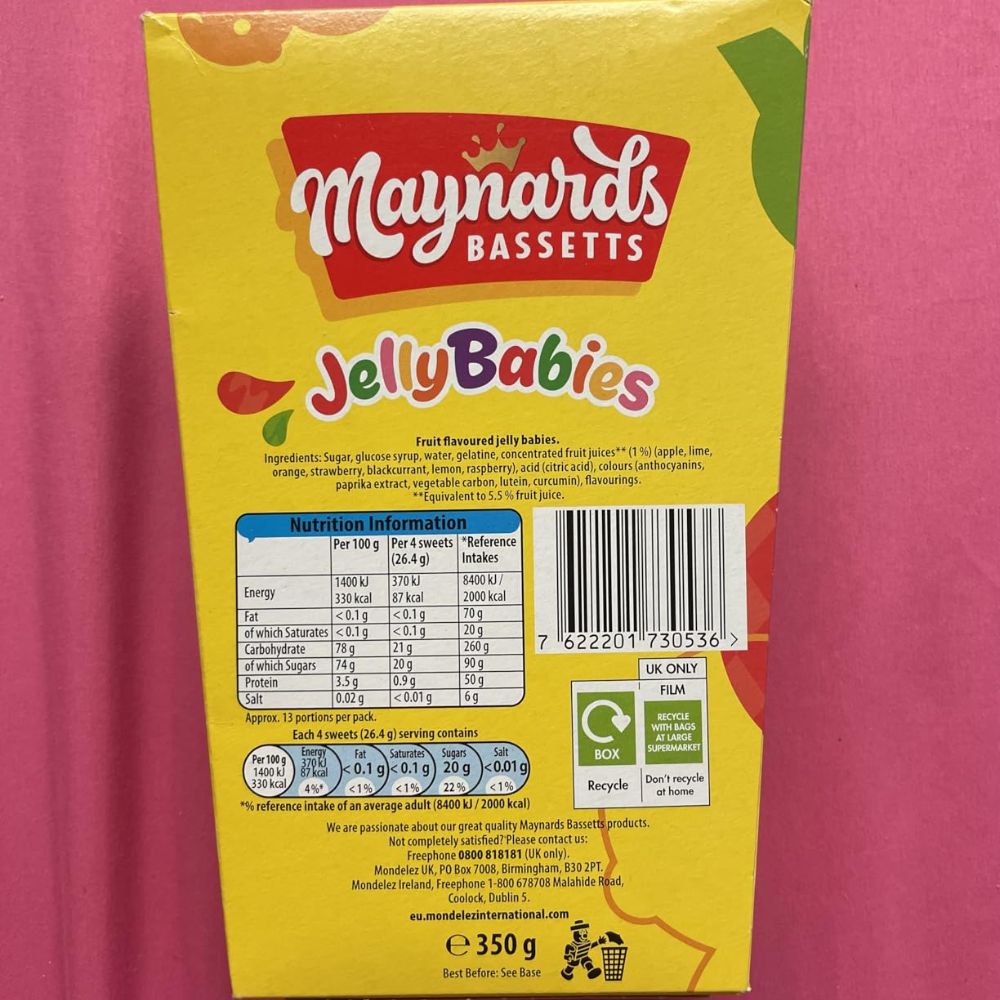 Maynards
BASSETTS
JellyBabies
Fruit flavoured jelly babies.
Ingredients: Sugar, glucose syrup, water, gelatine, concentrated fruit juices** (1 %) (apple, lime,
orange, strawberry, blackcurrant, lemon, raspberry), acid (citric acid), colours (anthocyanins,
paprika extract, vegetable carbon, lutein, curcumin), flavourings.
**Equivalent to 5.5 % fruit juice.
Nutrition Information
Per 100 g Per 4 sweets (26.4 g) *Reference Intakes
Energy 1400 kJ 370 kJ 8400 kJ /
330 kcal 87 kcal 2000 kcal
Fat < 0.1 g < 0.1 g 70 g
of which Saturates < 0.1 g < 0.1 g 20 g
Carbohydrate 78 g 21 g 260 g
of which Sugars 74 g 20 g 90 g
Protein 3.5 g 0.9 g 50 g
Salt 0.02 g < 0.01 g 6 g
Approx. 13 portions per pack.
Each 4 sweets (26.4 g) serving contains
Per 100 g
1400 kJ
330 kcal
Energy
370 kJ
87 kcal
4%*
Fat
< 0.1 g
<1%
Saturates
< 0.1 g
<1%
Sugars
20 g
22%
Salt
<0.01 g
<1%
*% reference intake of an average adult (8400 kJ / 2000 kcal)
7 622201 730536 >
UK ONLY
BOX
Recycle
FILM
RECYCLE
WITH BAGS
AT LARGE
SUPERMARKET
Don't recycle
at home
We are passionate about our great quality Maynards Bassetts products.
Not completely satisfied? Please contact us:
Freephone 0800 818181 (UK only).
Mondelez UK, PO Box 7008, Birmingham, B30 2PT.
Mondelez Ireland, Freephone 1-800 678708 Malahide Road,
Coolock, Dublin 5.
eu.mondelezinternational.com
℮ 350 g
Best Before: See Base